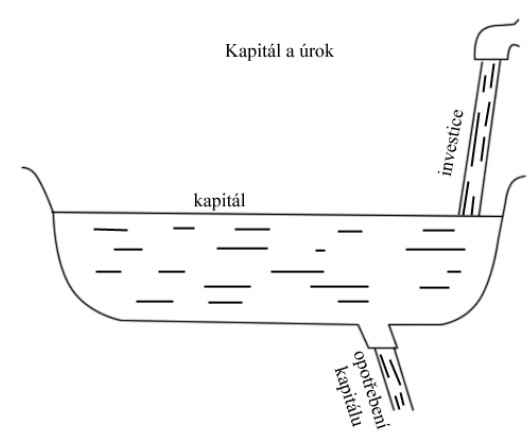 Kapitál a úrok
investice
kapitál
opotřebení
kapitálu